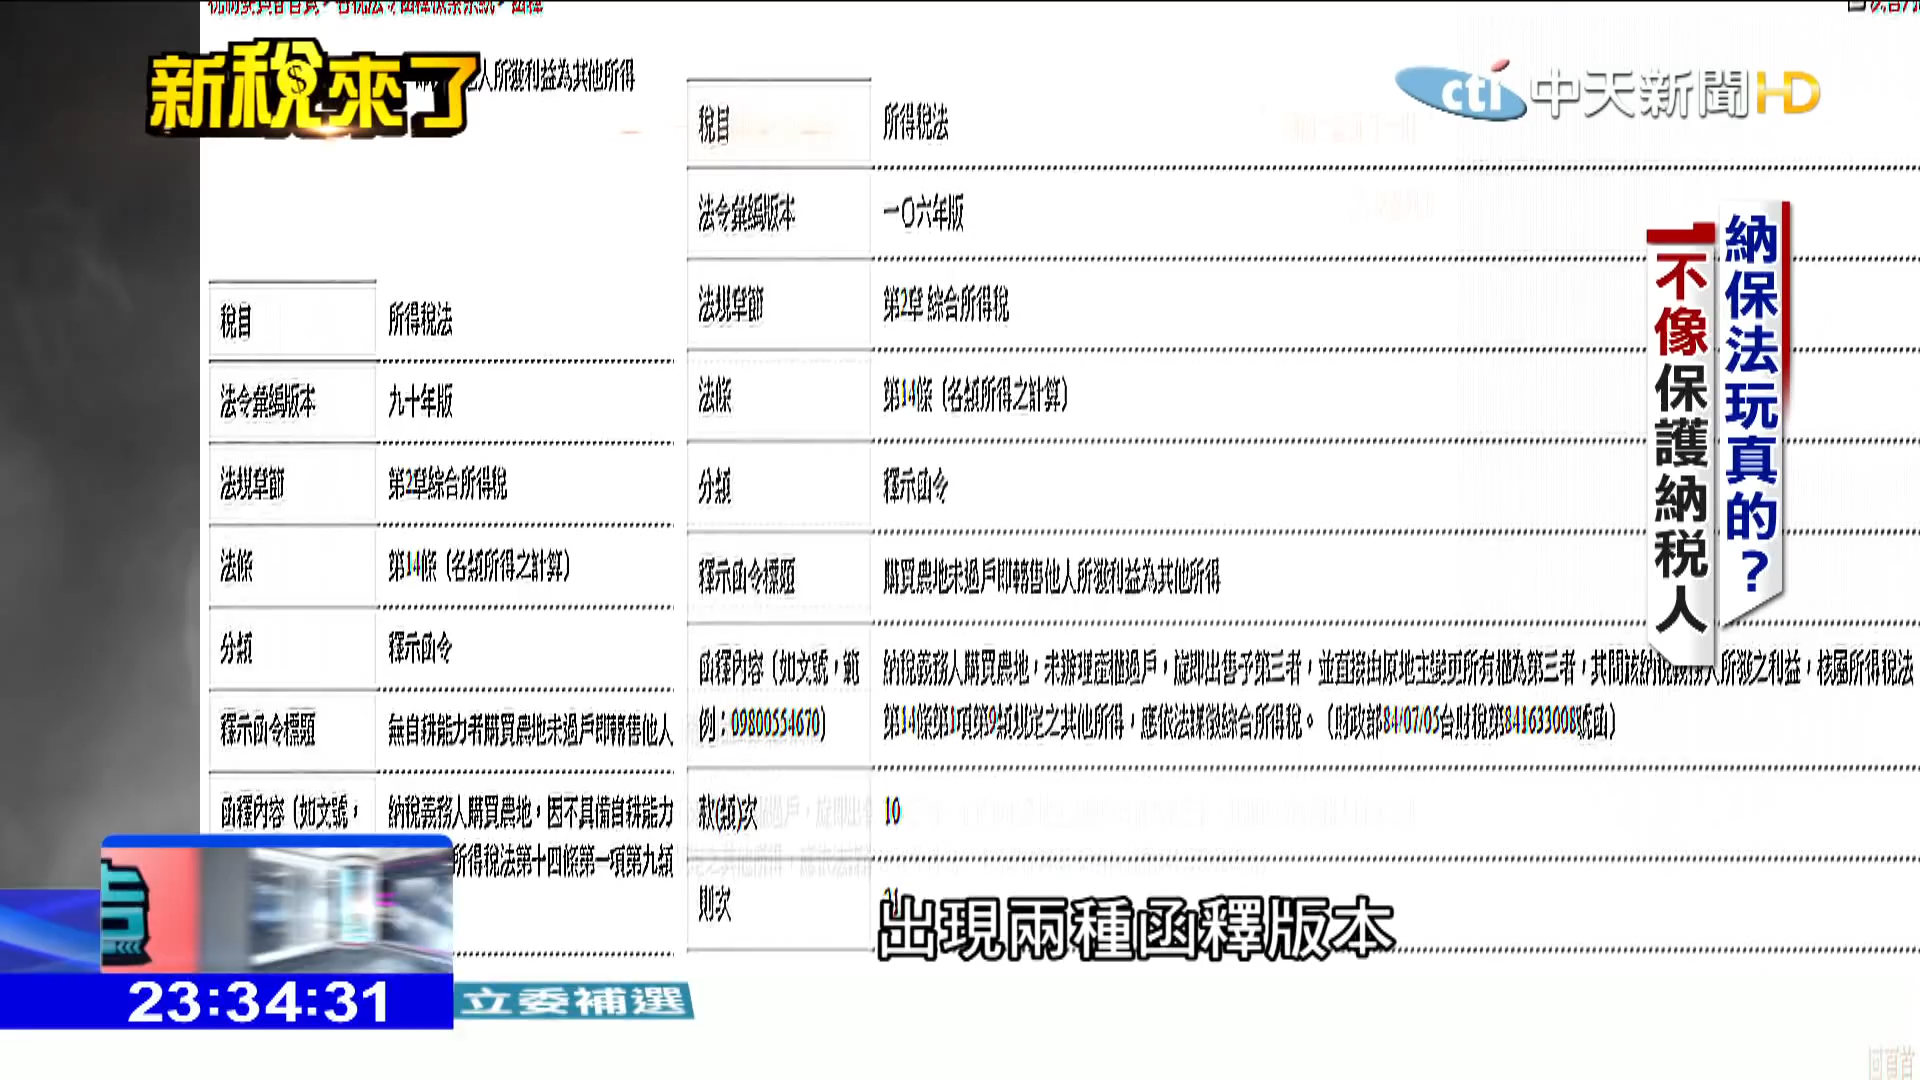 新稅來了
人所獲利益為其他所得
cti中天新聞HD
納保法玩真的？
不像保護納稅人
稅目 所得稅法
法令彙編版本 九十年版
法規章節 第2章綜合所得稅
法條 第14條（各類所得之計算）
分類 釋示函令
釋示函令標題 無自耕能力者購買農地未過戶即轉售他人
函釋內容（如文號， 納稅義務人購買農地，因不具備自耕能力
所得稅法第十四條第一項第九類
稅目 所得稅法
法令彙編版本 一〇六年版
法規章節 第2章 綜合所得稅
法條 第14條（各類所得之計算）
分類 釋示函令
釋示函令標題 購買農地未過戶即轉售他人所獲利益為其他所得
函釋內容（如文號，範 納稅義務人購買農地，未辦理產權過戶，旋即出售予第三者，並直接由原地主變更所有權為第三者，其間該納稅義務人所獲之利益，核屬所得稅法
例：09800554670） 第14條第1項第9類規定之其他所得，應依法課徵綜合所得稅。（財政部84/07/05台財稅第841633008號函）
款(類)次 10
則次
出現兩種函釋版本
23:34:31
立委補選
回頁首